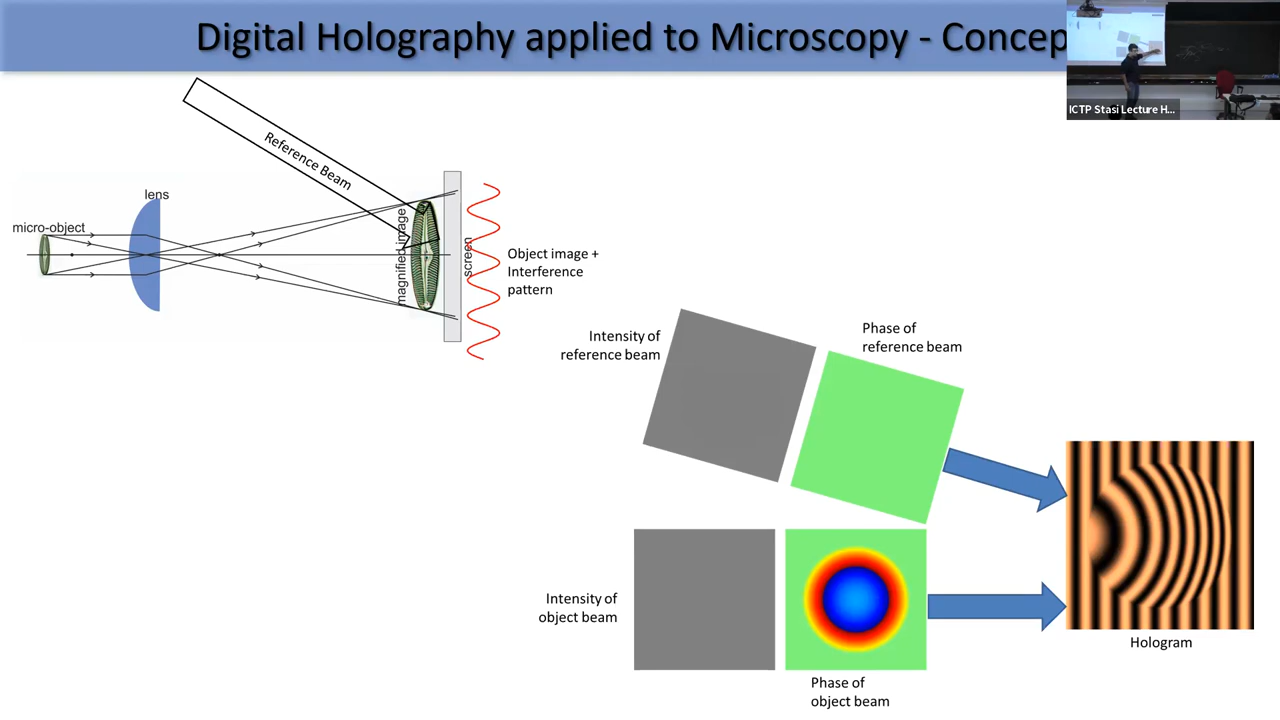 Digital Holography applied to Microscopy - Concep
ICTP Stasi Lecture H...
Reference Beam
lens
micro-object
magnified image
screen
Object image +
Interference
pattern
Intensity of
reference beam
Phase of
reference beam
Intensity of
object beam
Phase of
object beam
Hologram